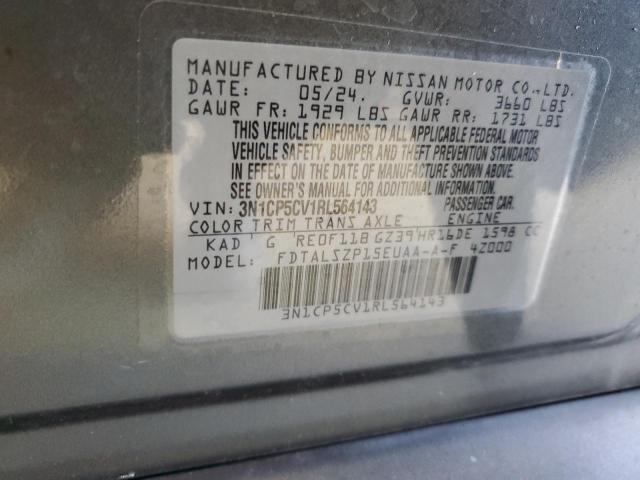 MANUFACTURED BY NISSAN MOTOR CO.,LTD.
DATE: 05/24. GVWR: 3660 LBS
GAWR FR: 1929 LBS GAWR RR: 1731 LBS
THIS VEHICLE CONFORMS TO ALL APPLICABLE FEDERAL MOTOR
VEHICLE SAFETY, BUMPER AND THEFT PREVENTION STANDARDS
IN EFFECT ON THE DATE OF MANUFACTURE SHOWN ABOVE.
SEE OWNER'S MANUAL FOR ADDITIONAL INFORMATION.
VIN: 3N1CP5CV1RL564143 PASSENGER CAR.
COLOR TRIM TRANS AXLE ENGINE
KAD G RE0F11B GZ39 HR16DE 1598 CC
MODEL FDTALSZP15EUAA-A-F 4Z000
3N1CP5CV1RL564143